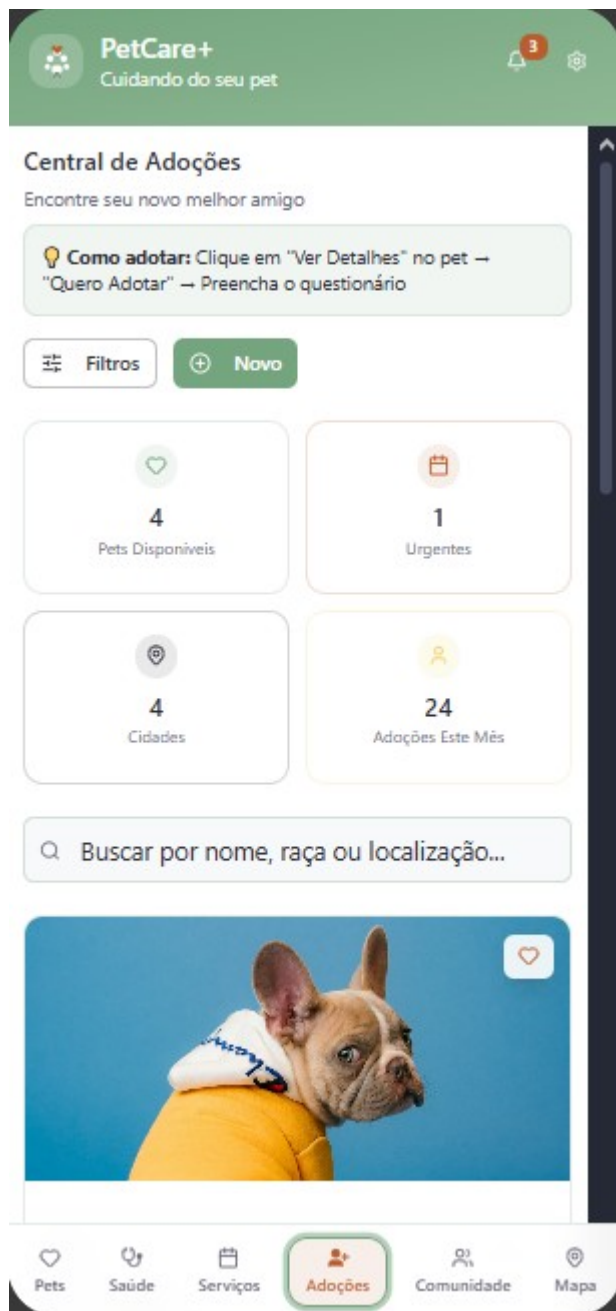 PetCare+
Cuidando do seu pet
3
Central de Adoções
Encontre seu novo melhor amigo
Como adotar: Clique em "Ver Detalhes" no pet →
"Quero Adotar" → Preencha o questionário
Filtros
Novo
4
Pets Disponíveis
1
Urgentes
4
Cidades
24
Adoções Este Mês
Buscar por nome, raça ou localização...
Pets
Saúde
Serviços
Adoções
Comunidade
Mapa